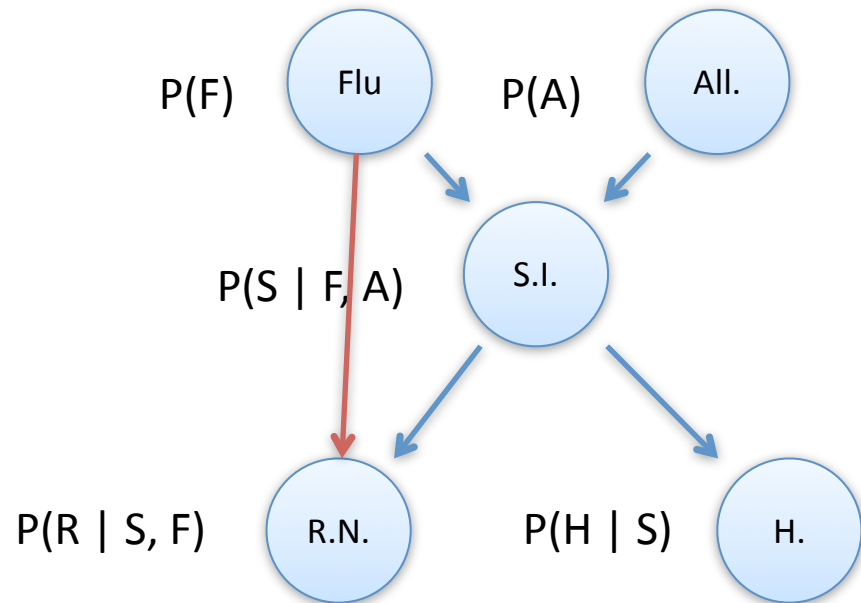 P(F)
Flu
P(A)
All.
P(S | F, A)
S.I.
P(R | S, F)
R.N.
P(H | S)
H.